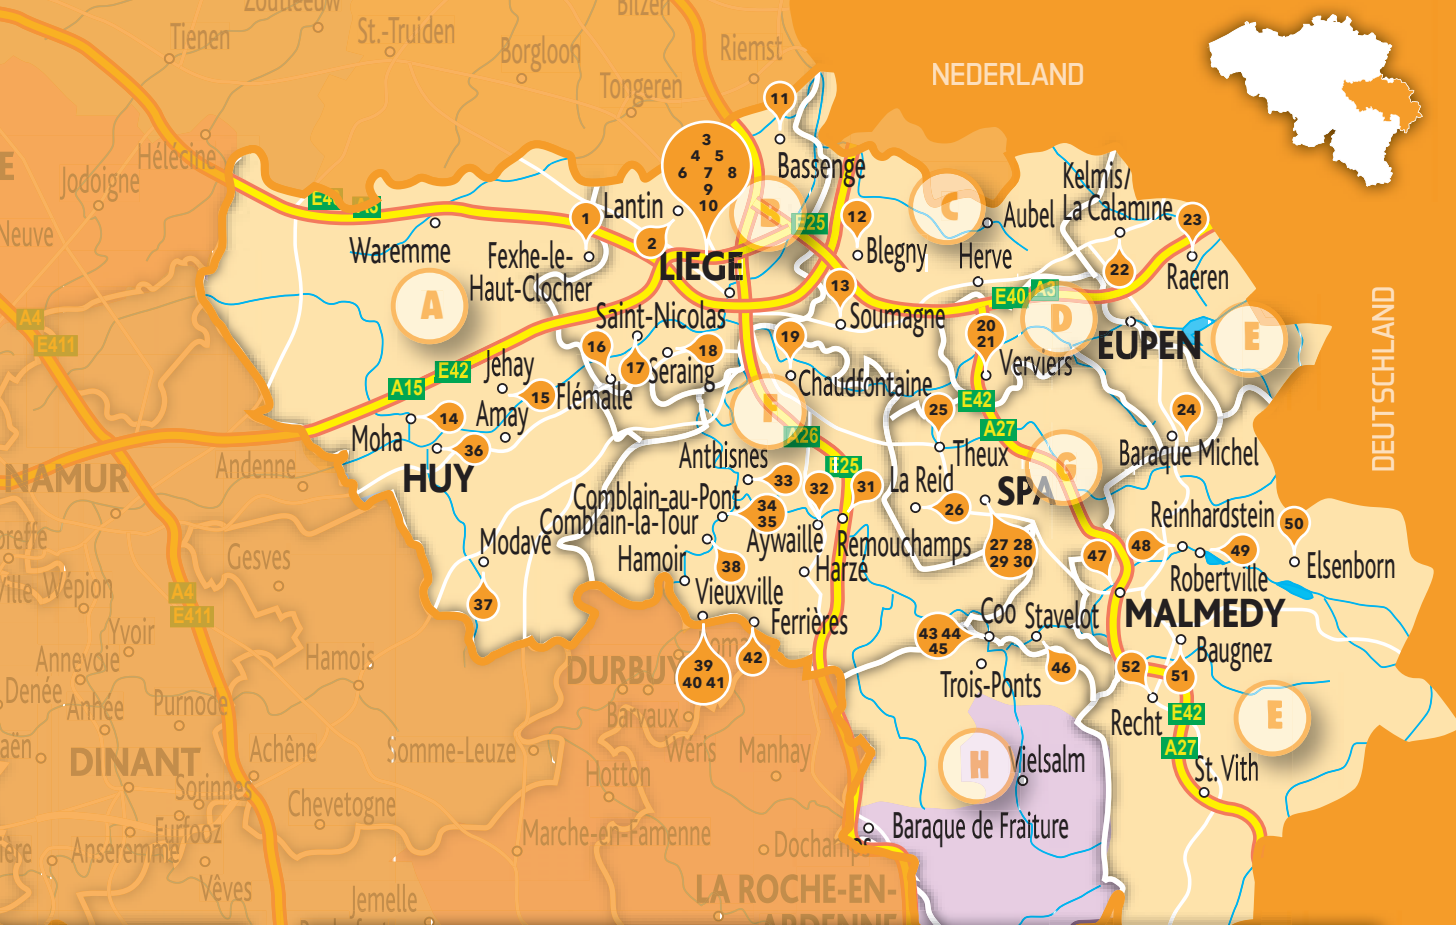 Zoutleeuw
Bilzen
Tienen
St.-Truiden
Borgloon
Riemst
Tongeren
NEDERLAND
11
Hélécine
Jodoigne
Neuve
3
4 5
6 7 8
9
10
Bassenge
Kelmis/
La Calamine
Lantin
B
C
Aubel
E40
A3
1
2
E25
12
23
Waremme
Fexhe-le-
Haut-Clocher
LIEGE
Blegny
Herve
22
Raeren
A
13
E40
A3
DEUTSCHLAND
A4
E411
Saint-Nicolas
Soumagne
D
EUPEN
E
16
17
18
19
20
21
Verviers
Jehay
E42
A15
Seraing
Chaudfontaine
15
Flémalle
F
25
E42
24
14
Amay
Moha
36
A26
A27
Theux
Baraque Michel
HUY
Anthisnes
E25
G
NAMUR
Andenne
33
32
31
La Reid
SPA
Comblain-au-Pont
34
35
26
Reinhardstein
50
Comblain-la-Tour
Aywaille
Remouchamps
27 28
29 30
47
48
49
Modave
Hamoir
Harzé
Robertville
Elsenborn
Gesves
Wépion
38
37
Vieuxville
MALMEDY
A4
E411
Ferrières
Coo
Stavelot
Baugnez
Yvoir
Annevoie
Hamois
43 44
45
DURBUY
39
40 41
42
46
52
51
Trois-Ponts
Recht
Denée
Anhée
Purnode
Barvaux
E42
E
DINANT
Achêne
Somme-Leuze
Wéris
Manhay
H
Vielsalm
A27
St. Vith
Sorinnes
Hotton
Chevetogne
Furfooz
Marche-en-Famenne
Baraque de Fraiture
Anseremme
Dochamps
Vêves
Jemelle
LA ROCHE-EN-
ARDENNE